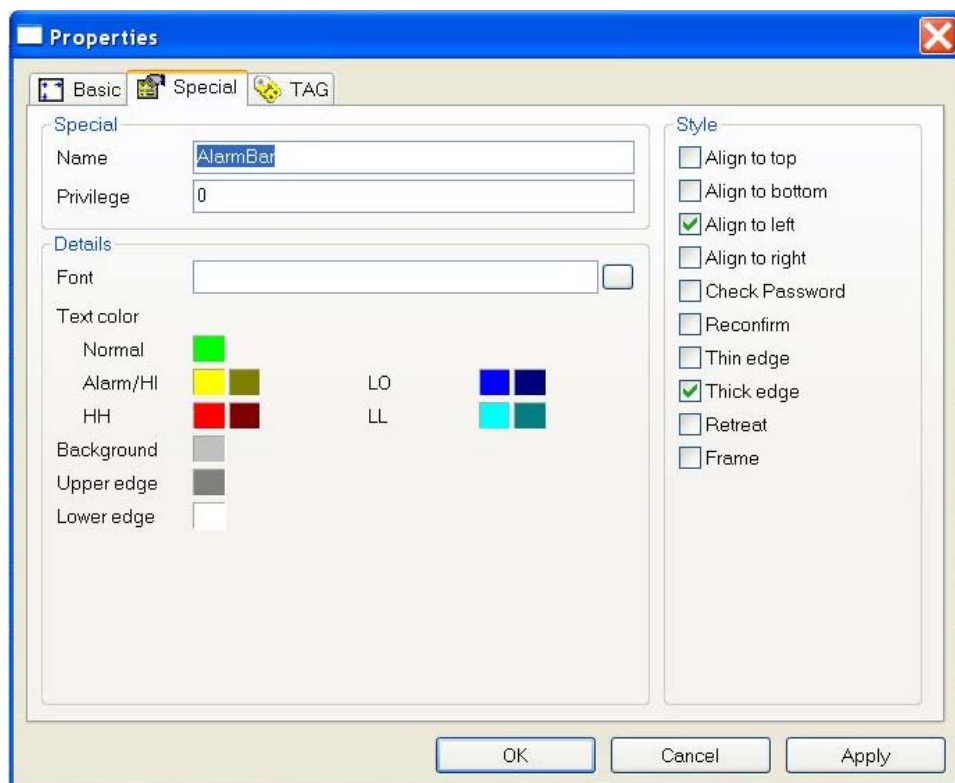 Properties
Basic Special TAG
Special
Name AlarmBar
Privilege 0
Details
Font
Text color
Normal
Alarm/HI LO
HH LL
Background
Upper edge
Lower edge
Style
Align to top
Align to bottom
Align to left
Align to right
Check Password
Reconfirm
Thin edge
Thick edge
Retreat
Frame
OK Cancel Apply